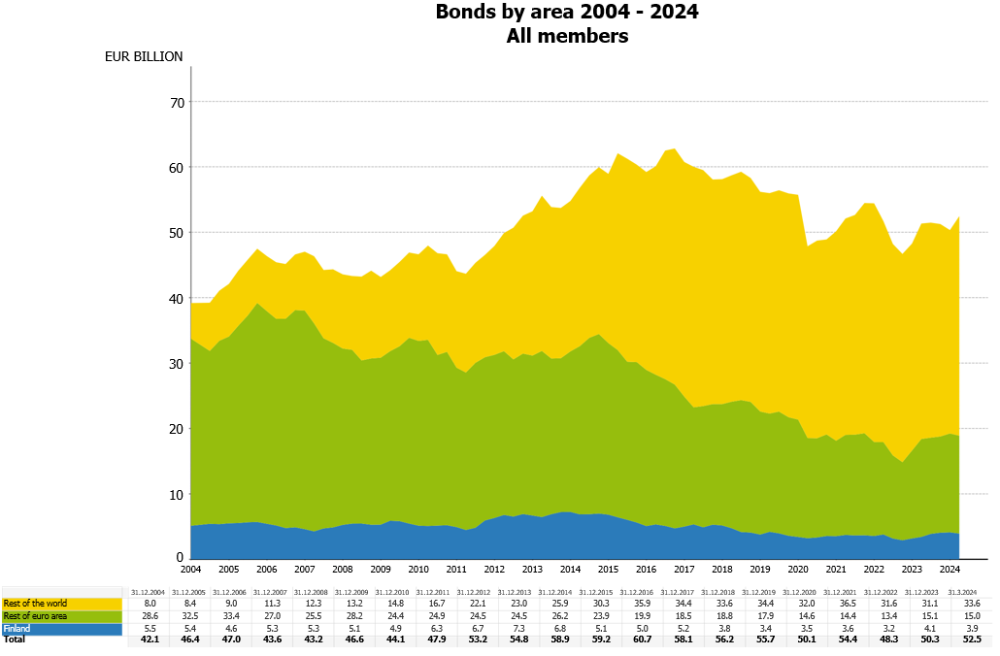 Bonds by area 2004 - 2024
All members
EUR BILLION
70
60
50
40
30
20
10
0
2004 2005 2006 2007 2008 2009 2010 2011 2012 2013 2014 2015 2016 2017 2018 2019 2020 2021 2022 2023 2024
31.12.2004 31.12.2005 31.12.2006 31.12.2007 31.12.2008 31.12.2009 31.12.2010 31.12.2011 31.12.2012 31.12.2013 31.12.2014 31.12.2015 31.12.2016 31.12.2017 31.12.2018 31.12.2019 31.12.2020 31.12.2021 31.12.2022 31.12.2023 31.3.2024
Rest of the world 8.0 8.4 9.0 11.3 12.3 13.2 14.8 16.7 22.1 23.0 25.9 30.3 35.9 34.4 33.6 34.4 32.0 36.5 31.6 31.1 33.6
Rest of euro area 28.6 32.5 33.4 27.0 25.5 28.2 24.4 24.9 24.5 24.5 26.2 23.9 19.9 18.5 18.8 17.9 14.6 14.4 13.4 15.1 15.0
Finland 5.5 5.4 4.6 5.3 5.3 5.1 4.9 6.3 6.7 7.3 6.8 5.1 5.0 5.2 3.8 3.4 3.5 3.6 3.2 4.1 3.9
Total 42.1 46.4 47.0 43.6 43.2 46.6 44.1 47.9 53.2 54.8 58.9 59.2 60.7 58.1 56.2 55.7 50.1 54.4 48.3 50.3 52.5